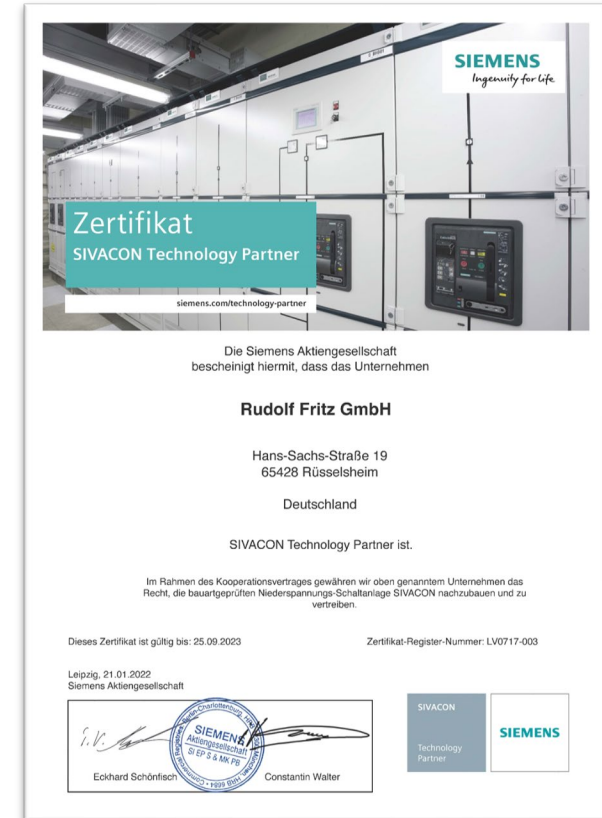 SIEMENS
Ingenuity for life
Zertifikat
SIVACON Technology Partner
siemens.com/technology-partner
Die Siemens Aktiengesellschaft
bescheinigt hiermit, dass das Unternehmen
Rudolf Fritz GmbH
Hans-Sachs-Straße 19
65428 Rüsselsheim
Deutschland
SIVACON Technology Partner ist.
Im Rahmen des Kooperationsvertrages gewähren wir oben genanntem Unternehmen das
Recht, die bauartgeprüften Niederspannungs-Schaltanlage SIVACON nachzubauen und zu
vertreiben.
Dieses Zertifikat ist gültig bis: 25.09.2023
Zertifikat-Register-Nummer: LV0717-003
Leipzig, 21.01.2022
Siemens Aktiengesellschaft
i.V.
SIEMENS
Aktiengesellschaft
SI EP S & MK PB
Eckhard Schönfisch
Constantin Walter
SIVACON
Technology
Partner
SIEMENS